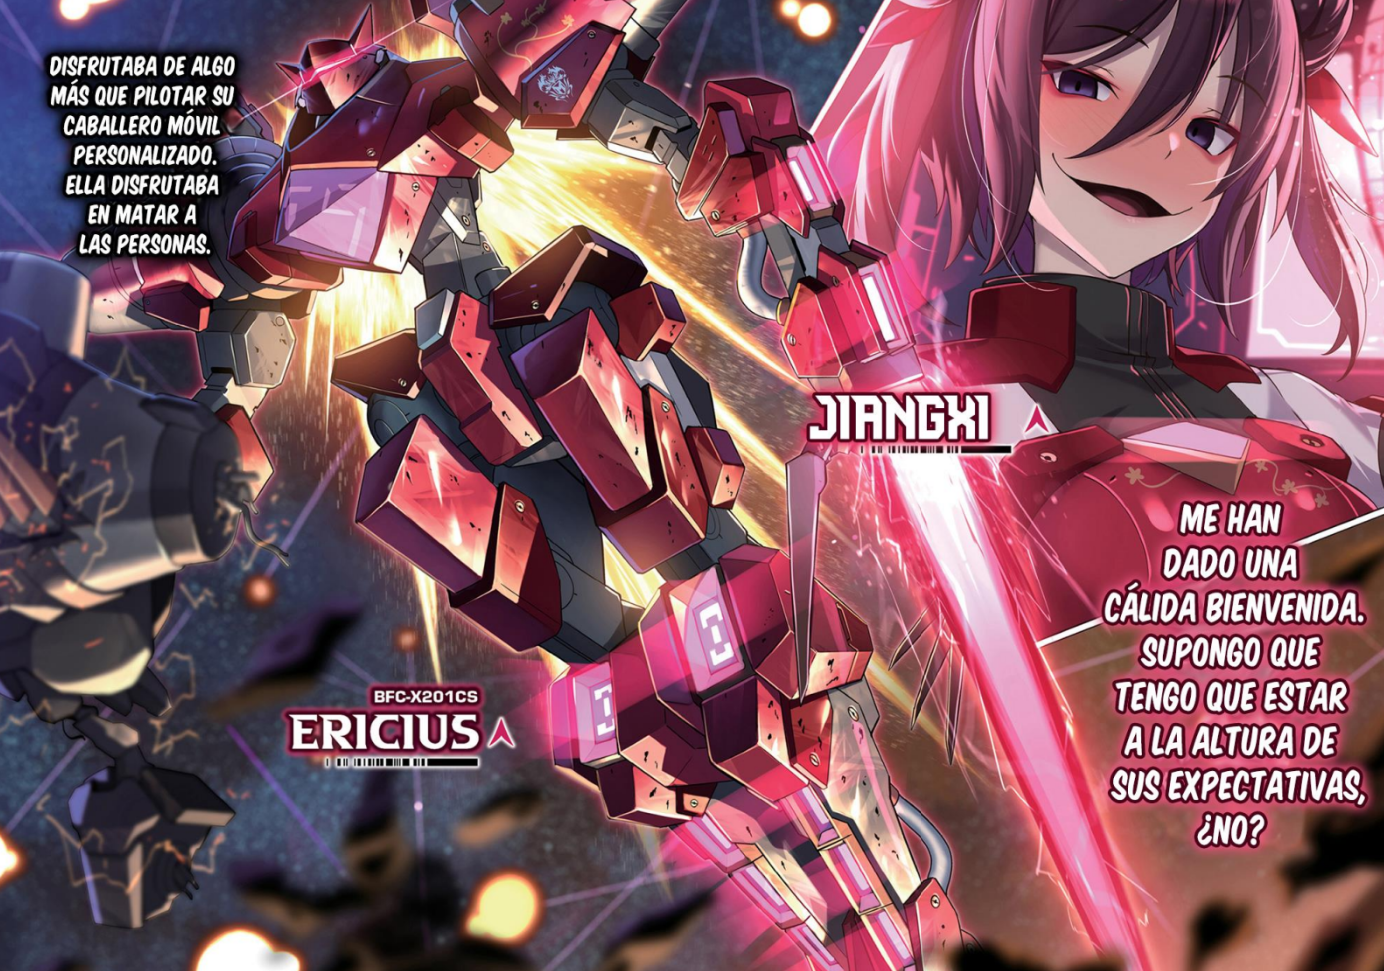 DISFRUTABA DE ALGO
MÁS QUE PILOTAR SU
CABALLERO MÓVIL
PERSONALIZADO.
ELLA DISFRUTABA
EN MATAR A
LAS PERSONAS.
JIANGXI
ME HAN
DADO UNA
CÁLIDA BIENVENIDA.
SUPONGO QUE
TENGO QUE ESTAR
A LA ALTURA DE
SUS EXPECTATIVAS,
¿NO?
BFC-X201CS
ERICIUS